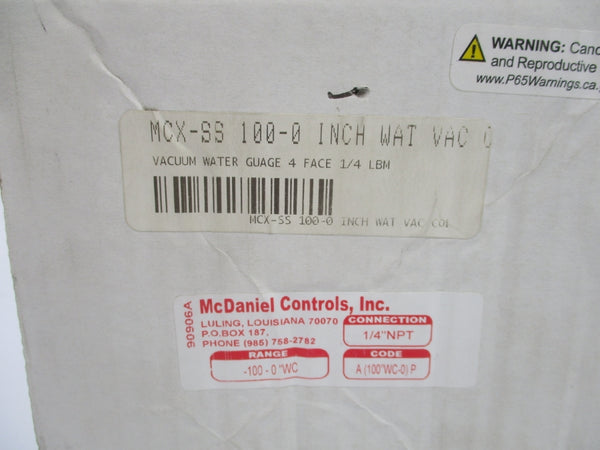 WARNING: Canc
and Reproductive
www.P65Warnings.ca.
MCX-SS 100-0 INCH WAT VAC C
VACUUM WATER GUAGE 4 FACE 1/4 LBM
MCX-SS 100-0 INCH WAT VAC COL
90906A
McDaniel Controls, Inc.
LULING, LOUISIANA 70070
P.O.BOX 187,
PHONE (985) 758-2782
CONNECTION
1/4"NPT
RANGE
-100 - 0 "WC
CODE
A (100"WC-0) P